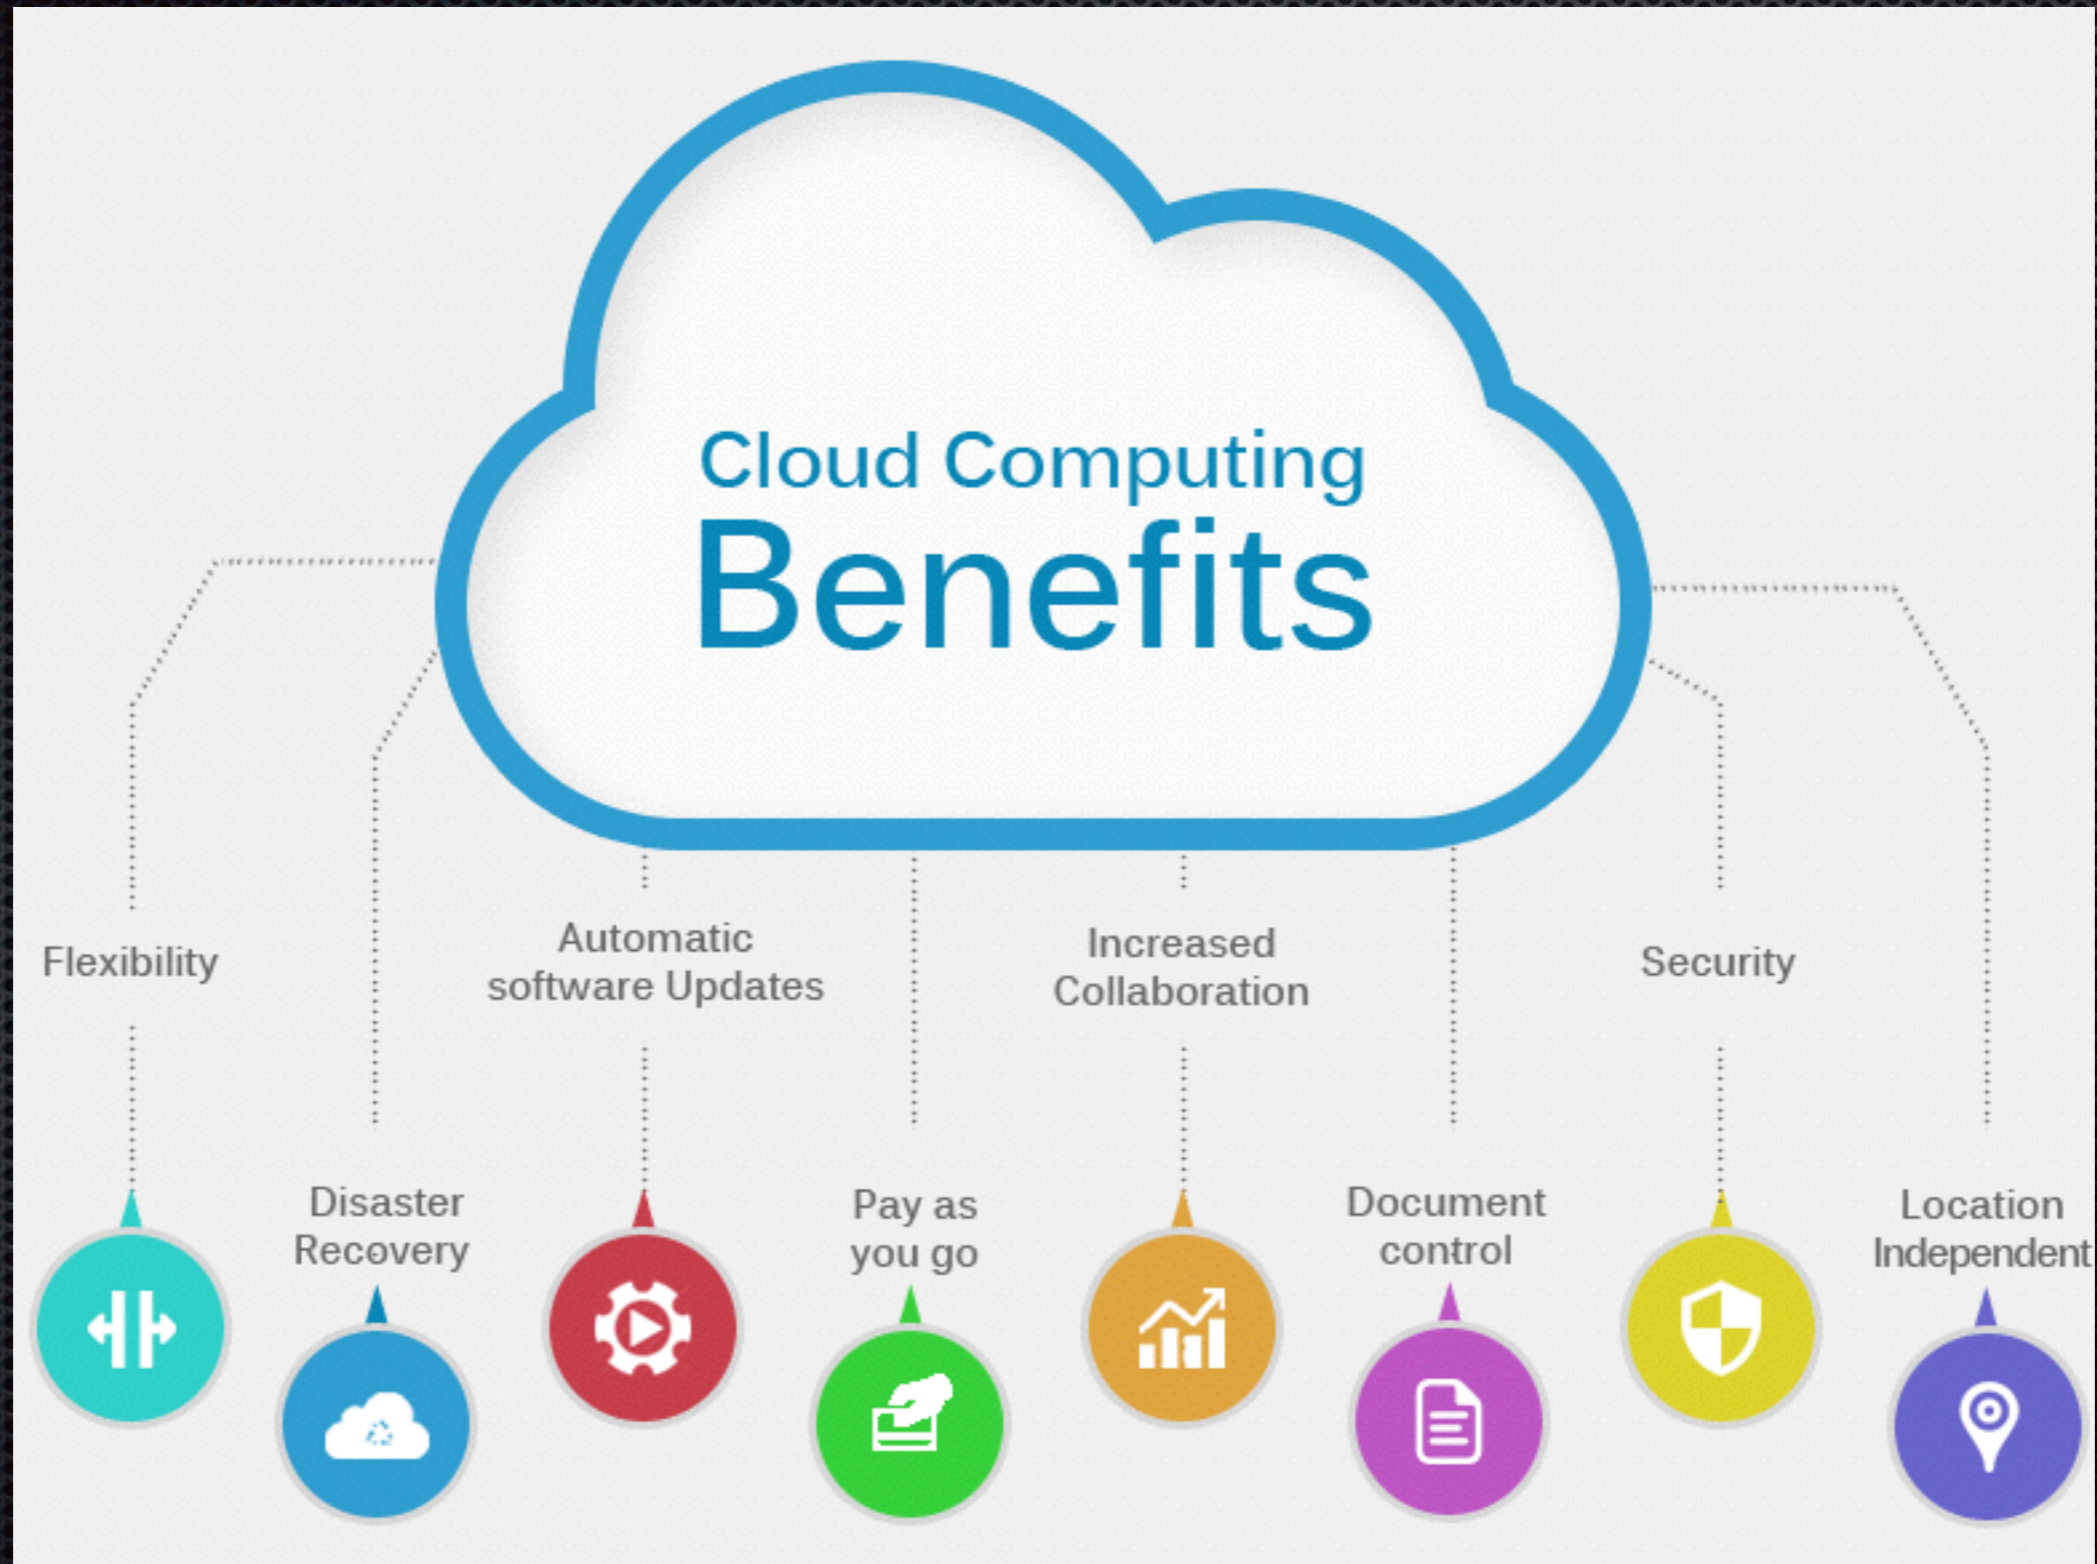 Cloud Computing
Benefits
Flexibility
Disaster
Recovery
Automatic
software Updates
Pay as
you go
Increased
Collaboration
Document
control
Security
Location
Independent